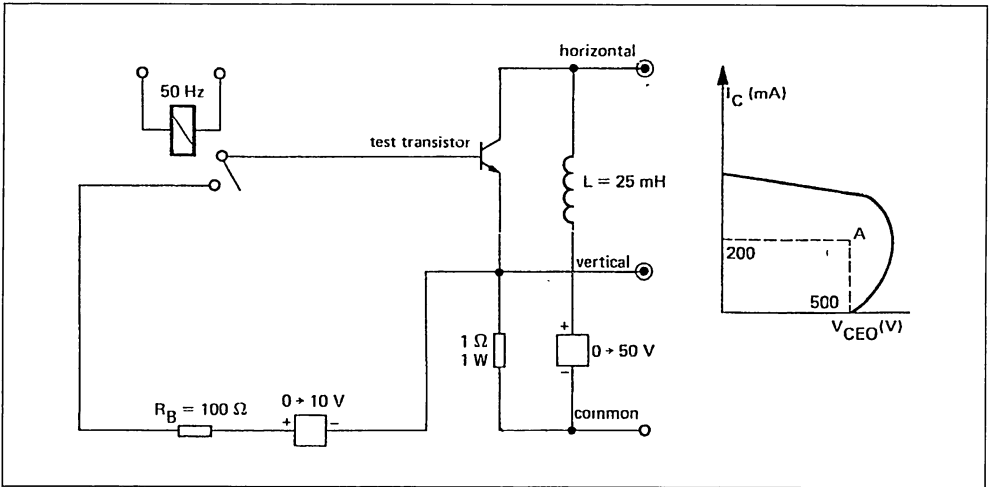 horizontal
50 Hz
test transistor
L = 25 mH
vertical
1 Ω
1 W
+
0 → 50 V
−
common
R_B = 100 Ω
0 → 10 V
+ −
I_C (mA)
A
200
500
V_CEO (V)